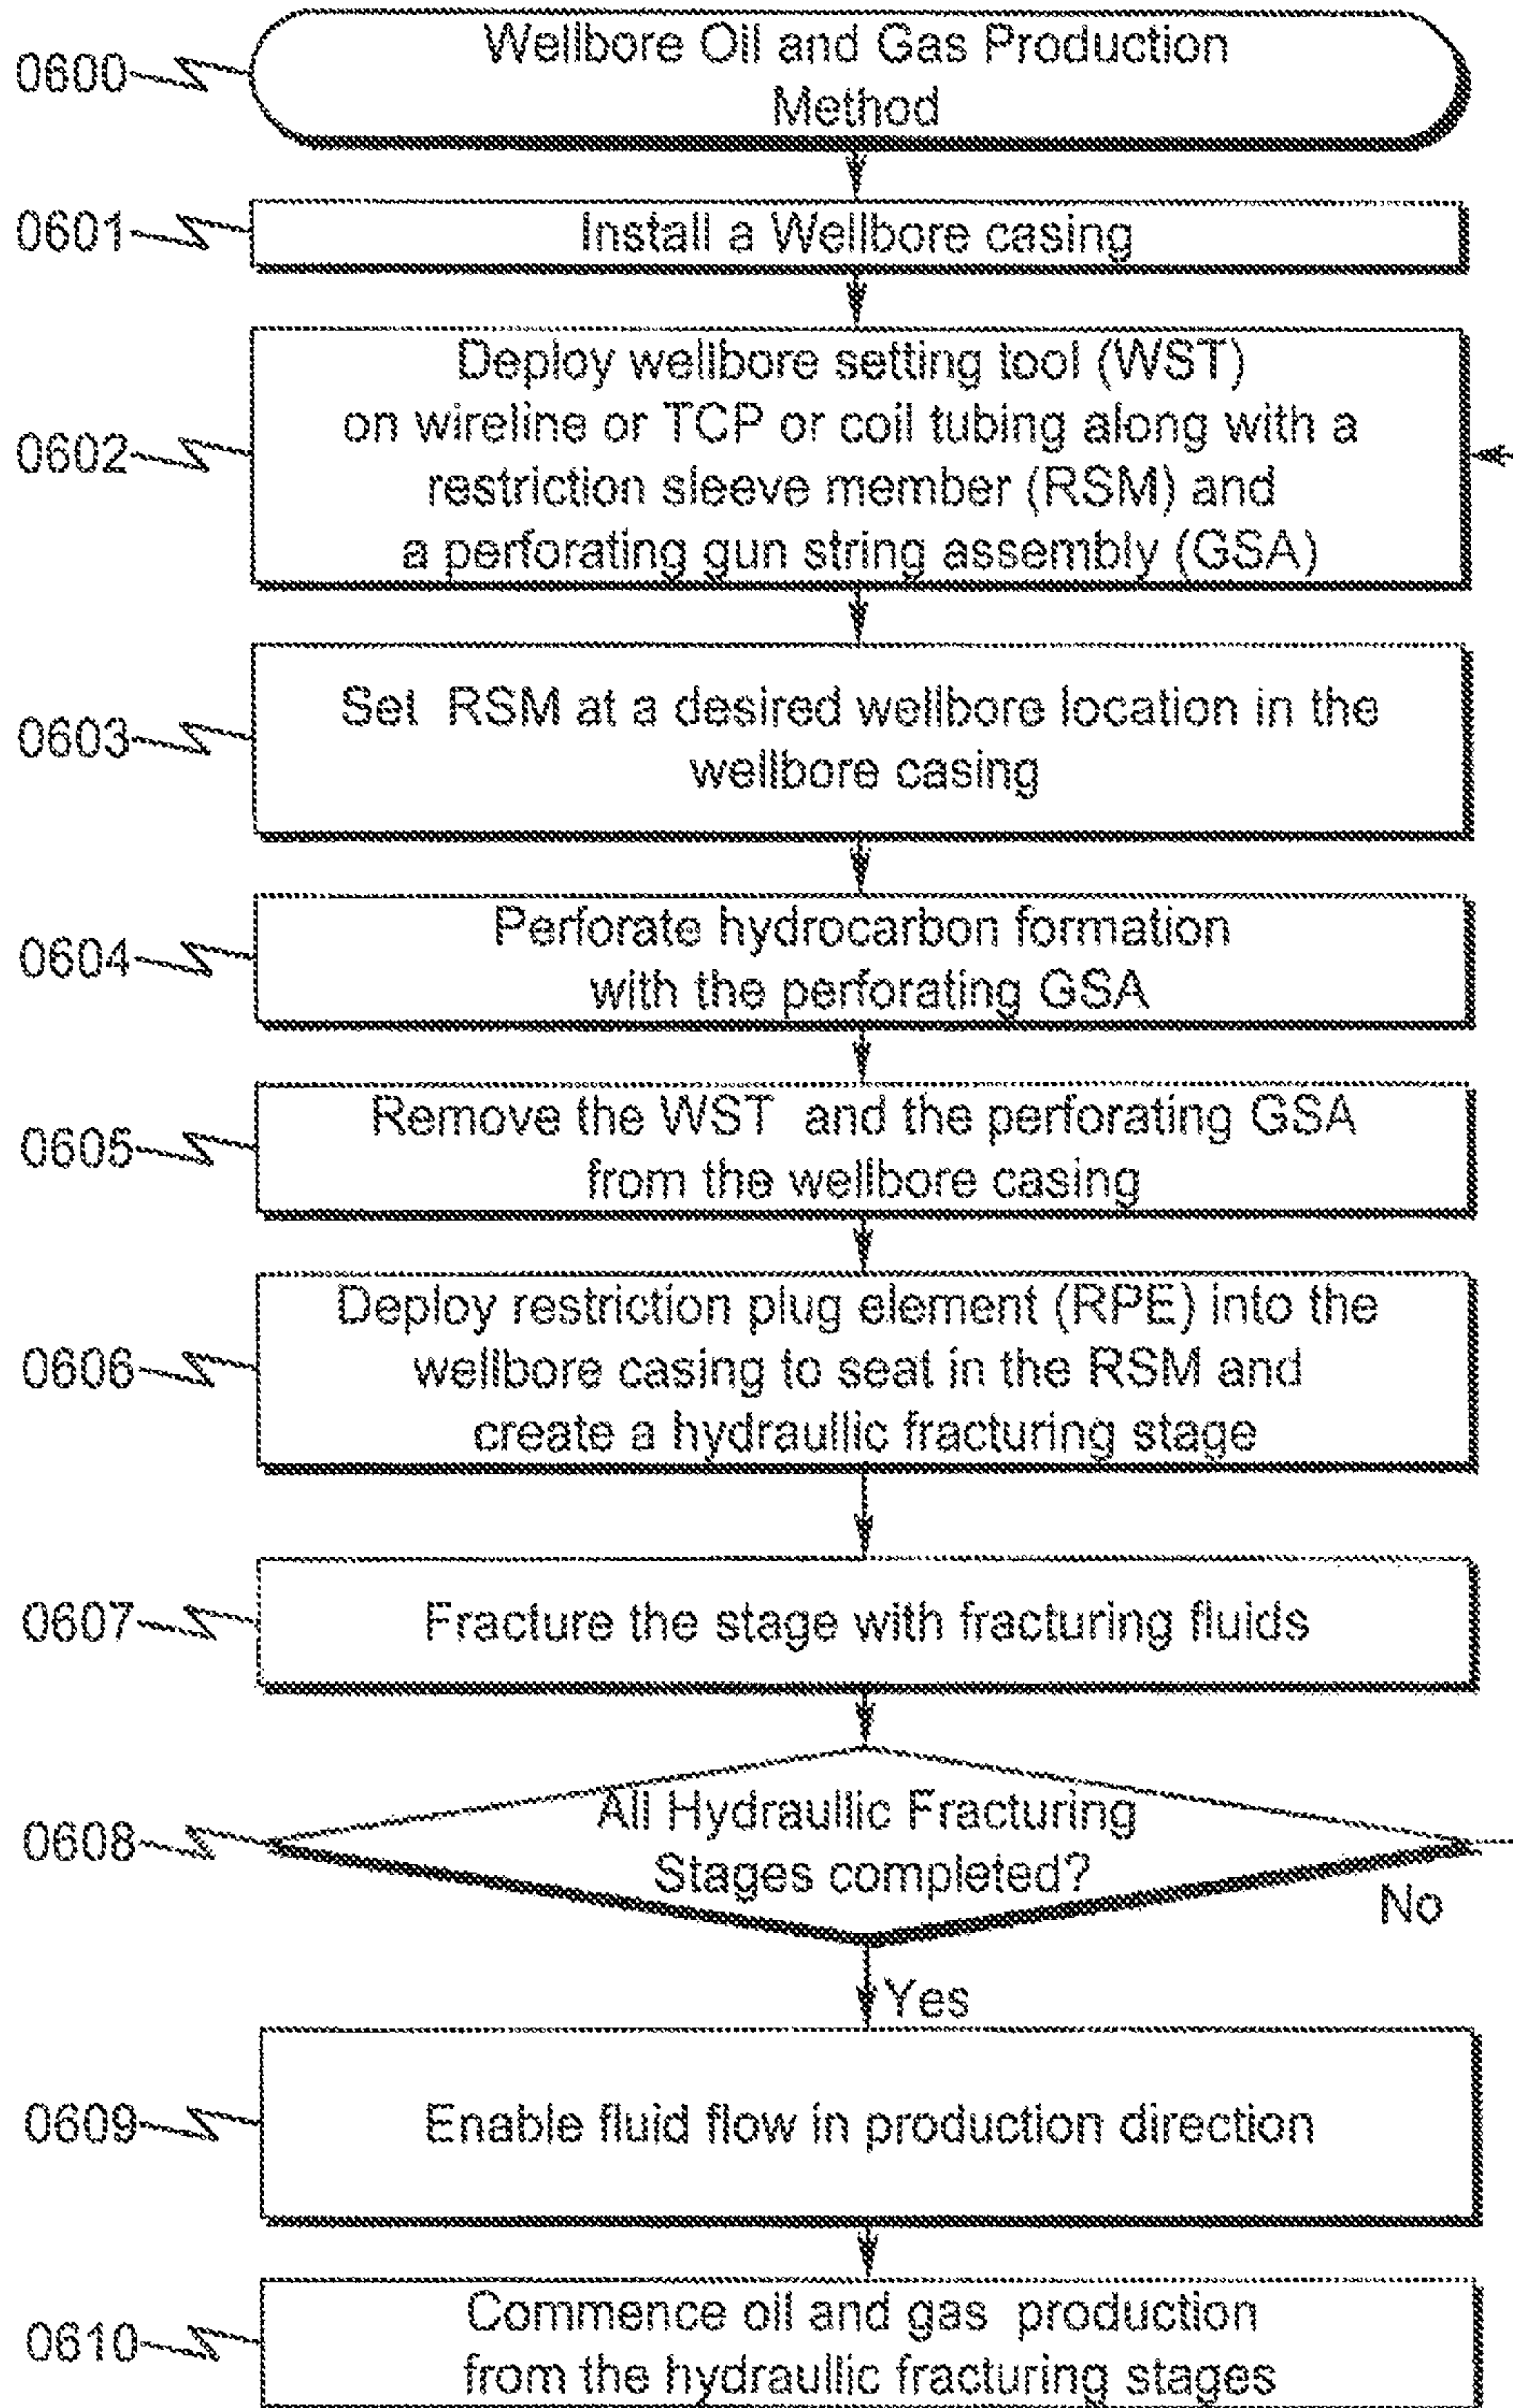 0600
Wellbore Oil and Gas Production
Method
0601
Install a Wellbore casing
0602
Deploy wellbore setting tool (WST)
on wireline or TCP or coil tubing along with a
restriction sleeve member (RSM) and
a perforating gun string assembly (GSA)
0603
Set RSM at a desired wellbore location in the
wellbore casing
0604
Perforate hydrocarbon formation
with the perforating GSA
0605
Remove the WST and the perforating GSA
from the wellbore casing
0606
Deploy restriction plug element (RPE) into the
wellbore casing to seat in the RSM and
create a hydraullic fracturing stage
0607
Fracture the stage with fracturing fluids
0608
All Hydraullic Fracturing
Stages completed?
No
Yes
0609
Enable fluid flow in production direction
0610
Commence oil and gas production
from the hydraullic fracturing stages